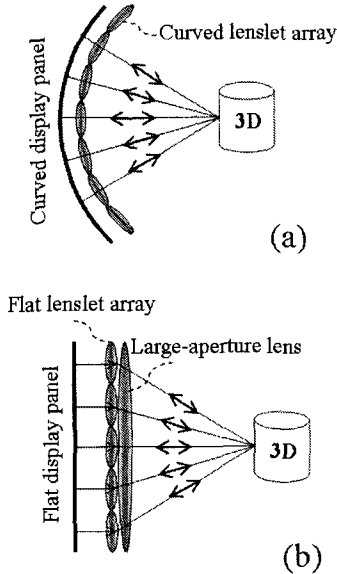 Curved lenslet array
Curved display panel
3D
(a)
Flat lenslet array
Large-aperture lens
Flat display panel
3D
(b)